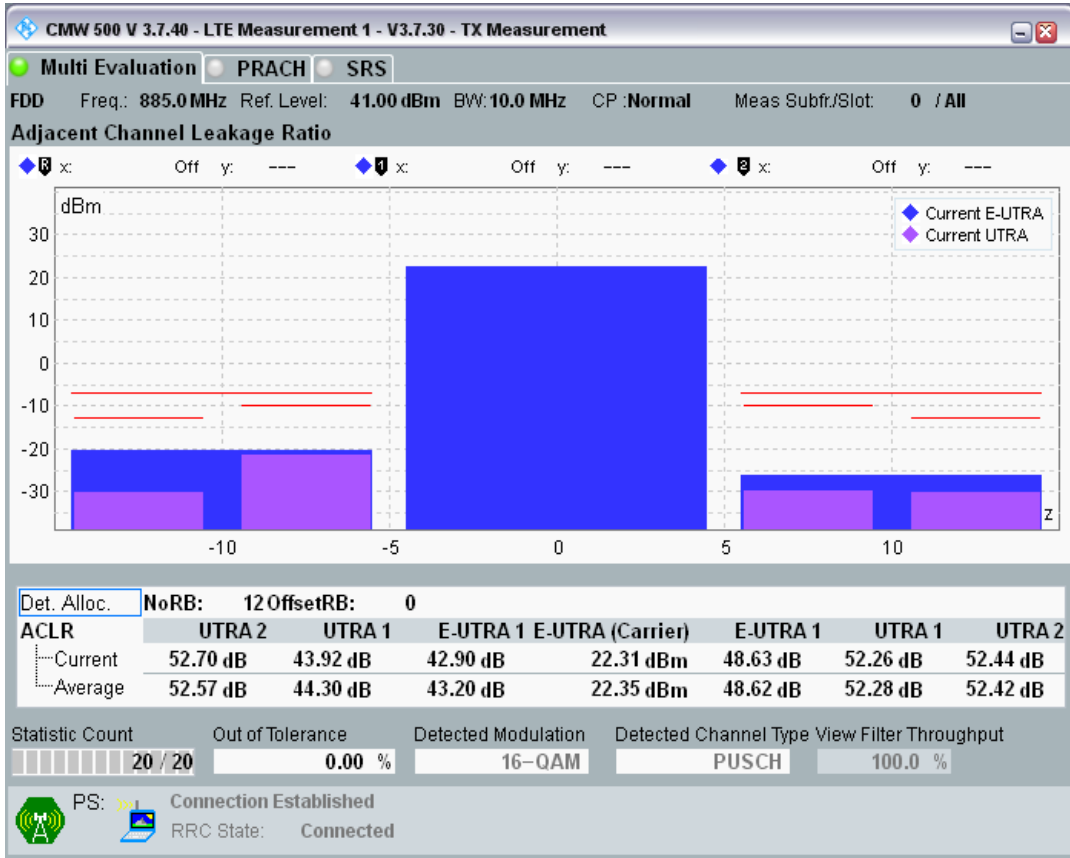 CMW 500 V 3.7.40 - LTE Measurement 1 - V3.7.30 - TX Measurement
Multi Evaluation PRACH SRS
FDD Freq.: 885.0 MHz Ref. Level: 41.00 dBm BW: 10.0 MHz CP :Normal Meas Subfr./Slot: 0 / All
Adjacent Channel Leakage Ratio
R x: Off y: --- 1 x: Off y: --- 2 x: Off y: ---
dBm
Current E-UTRA
Current UTRA
30
20
10
0
-10
-20
-30
z
-10 -5 0 5 10
Det. Alloc. NoRB: 12 OffsetRB: 0
ACLR UTRA 2 UTRA 1 E-UTRA 1 E-UTRA (Carrier) E-UTRA 1 UTRA 1 UTRA 2
Current 52.70 dB 43.92 dB 42.90 dB 22.31 dBm 48.63 dB 52.26 dB 52.44 dB
Average 52.57 dB 44.30 dB 43.20 dB 22.35 dBm 48.62 dB 52.28 dB 52.42 dB
Statistic Count Out of Tolerance Detected Modulation Detected Channel Type View Filter Throughput
20 / 20 0.00 % 16-QAM PUSCH 100.0 %
PS: Connection Established
RRC State: Connected